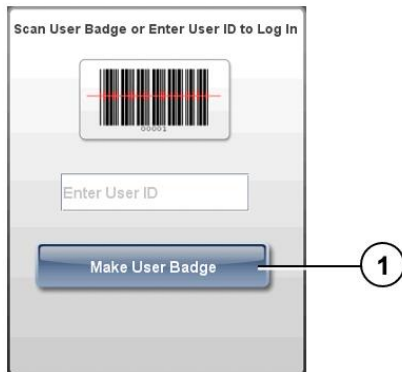 Scan User Badge or Enter User ID to Log In
00001
Enter User ID
Make User Badge
1